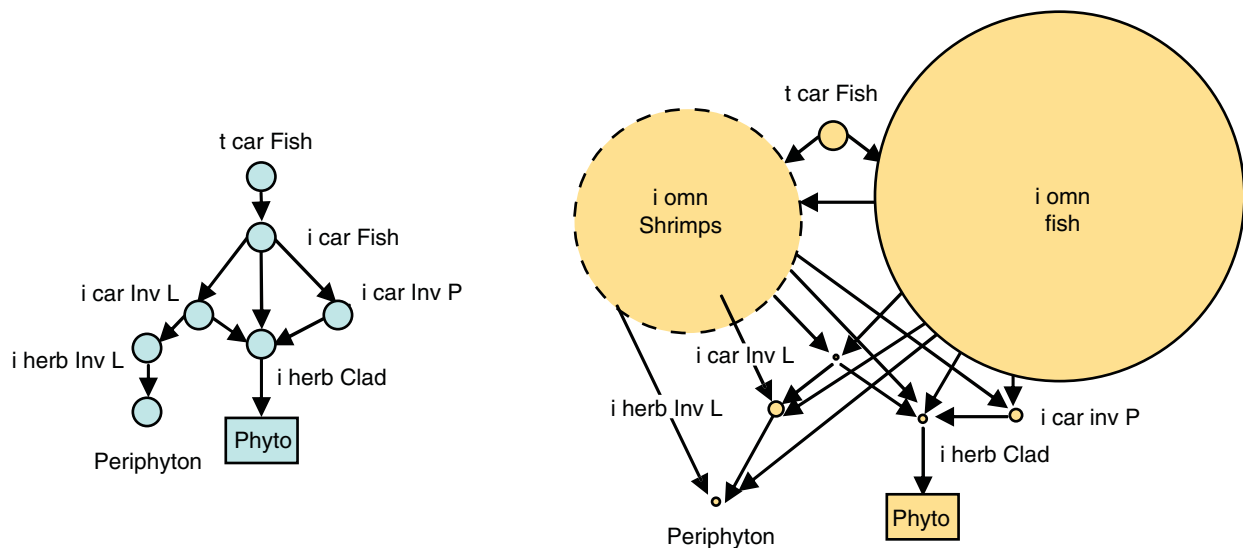 t car Fish
i car Fish
i car Inv L
i car Inv P
i herb Inv L
i herb Clad
Periphyton
Phyto
t car Fish
i omn
Shrimps
i omn
fish
i car Inv L
i herb Inv L
i car inv P
i herb Clad
Periphyton
Phyto